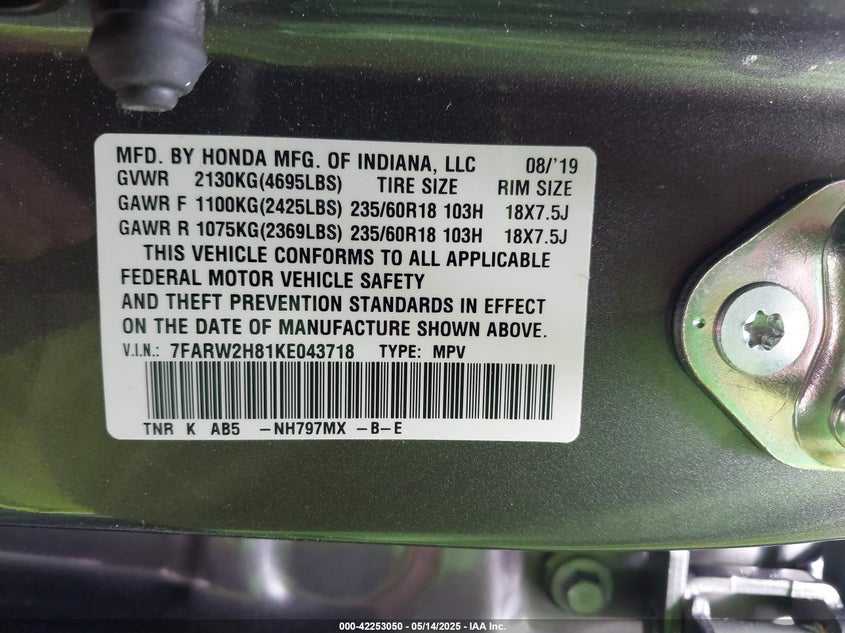 MFD. BY HONDA MFG. OF INDIANA, LLC 08/'19
GVWR 2130KG(4695LBS) TIRE SIZE RIM SIZE
GAWR F 1100KG(2425LBS) 235/60R18 103H 18X7.5J
GAWR R 1075KG(2369LBS) 235/60R18 103H 18X7.5J
THIS VEHICLE CONFORMS TO ALL APPLICABLE
FEDERAL MOTOR VEHICLE SAFETY
AND THEFT PREVENTION STANDARDS IN EFFECT
ON THE DATE OF MANUFACTURE SHOWN ABOVE.
V.I.N.: 7FARW2H81KE043718 TYPE: MPV
TNR K AB5 -NH797MX -B-E
000-42253050 - 05/14/2025 - IAA Inc.